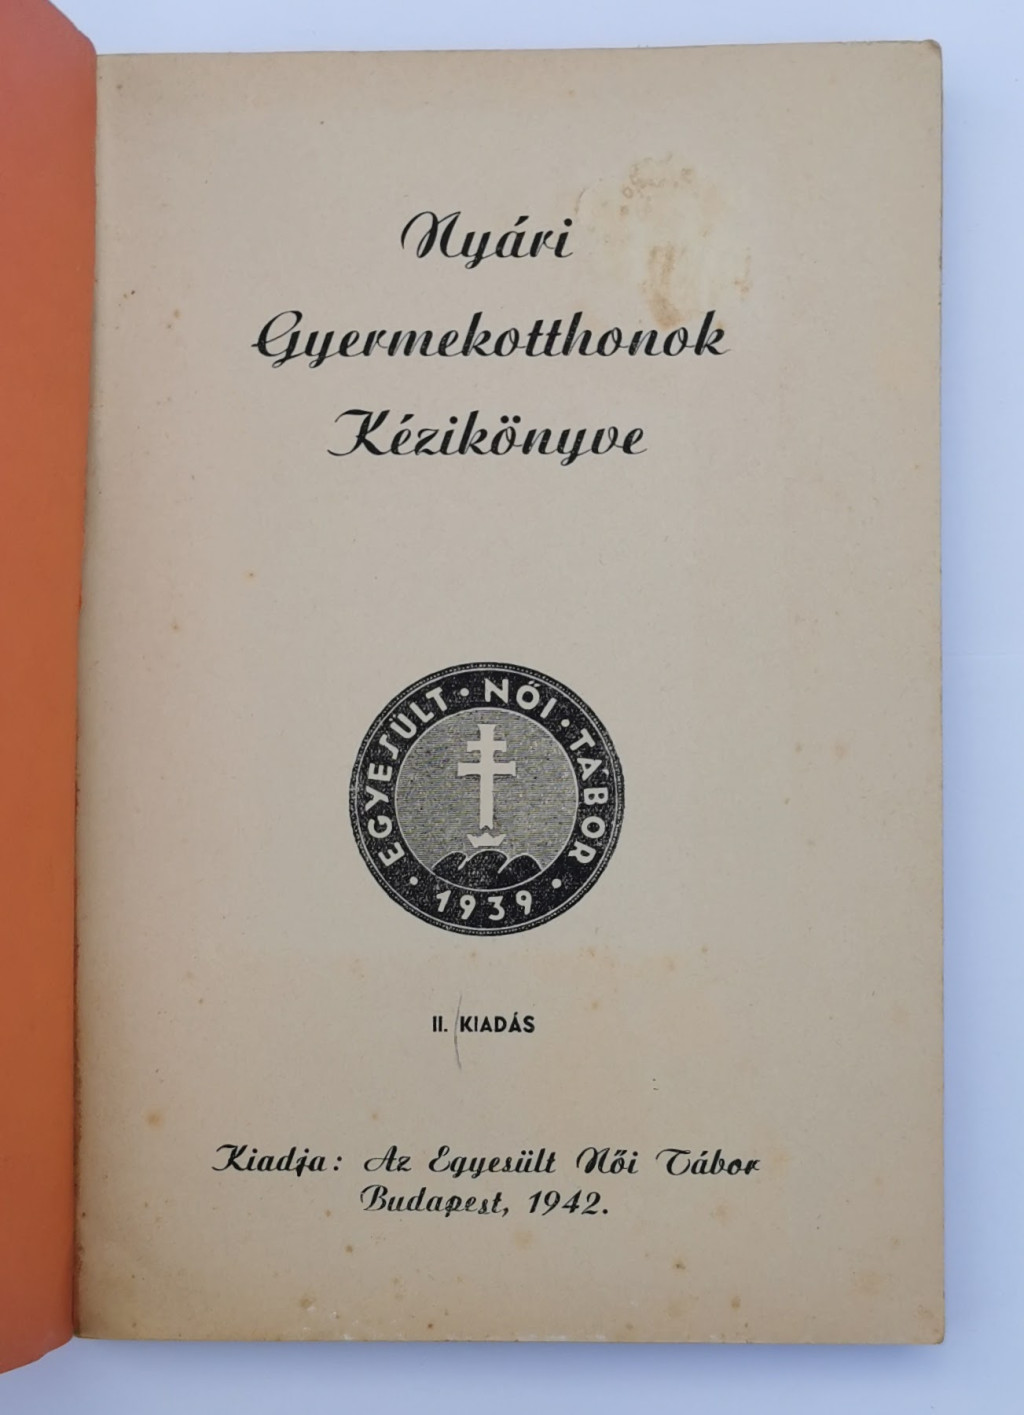 Nyári
Gyermekotthonok
Kézikönyve
EGYESÜLT · NŐI · TÁBOR
· 1939 ·
II. KIADÁS
Kiadja: Az Egyesült Női Tábor
Budapest, 1942.